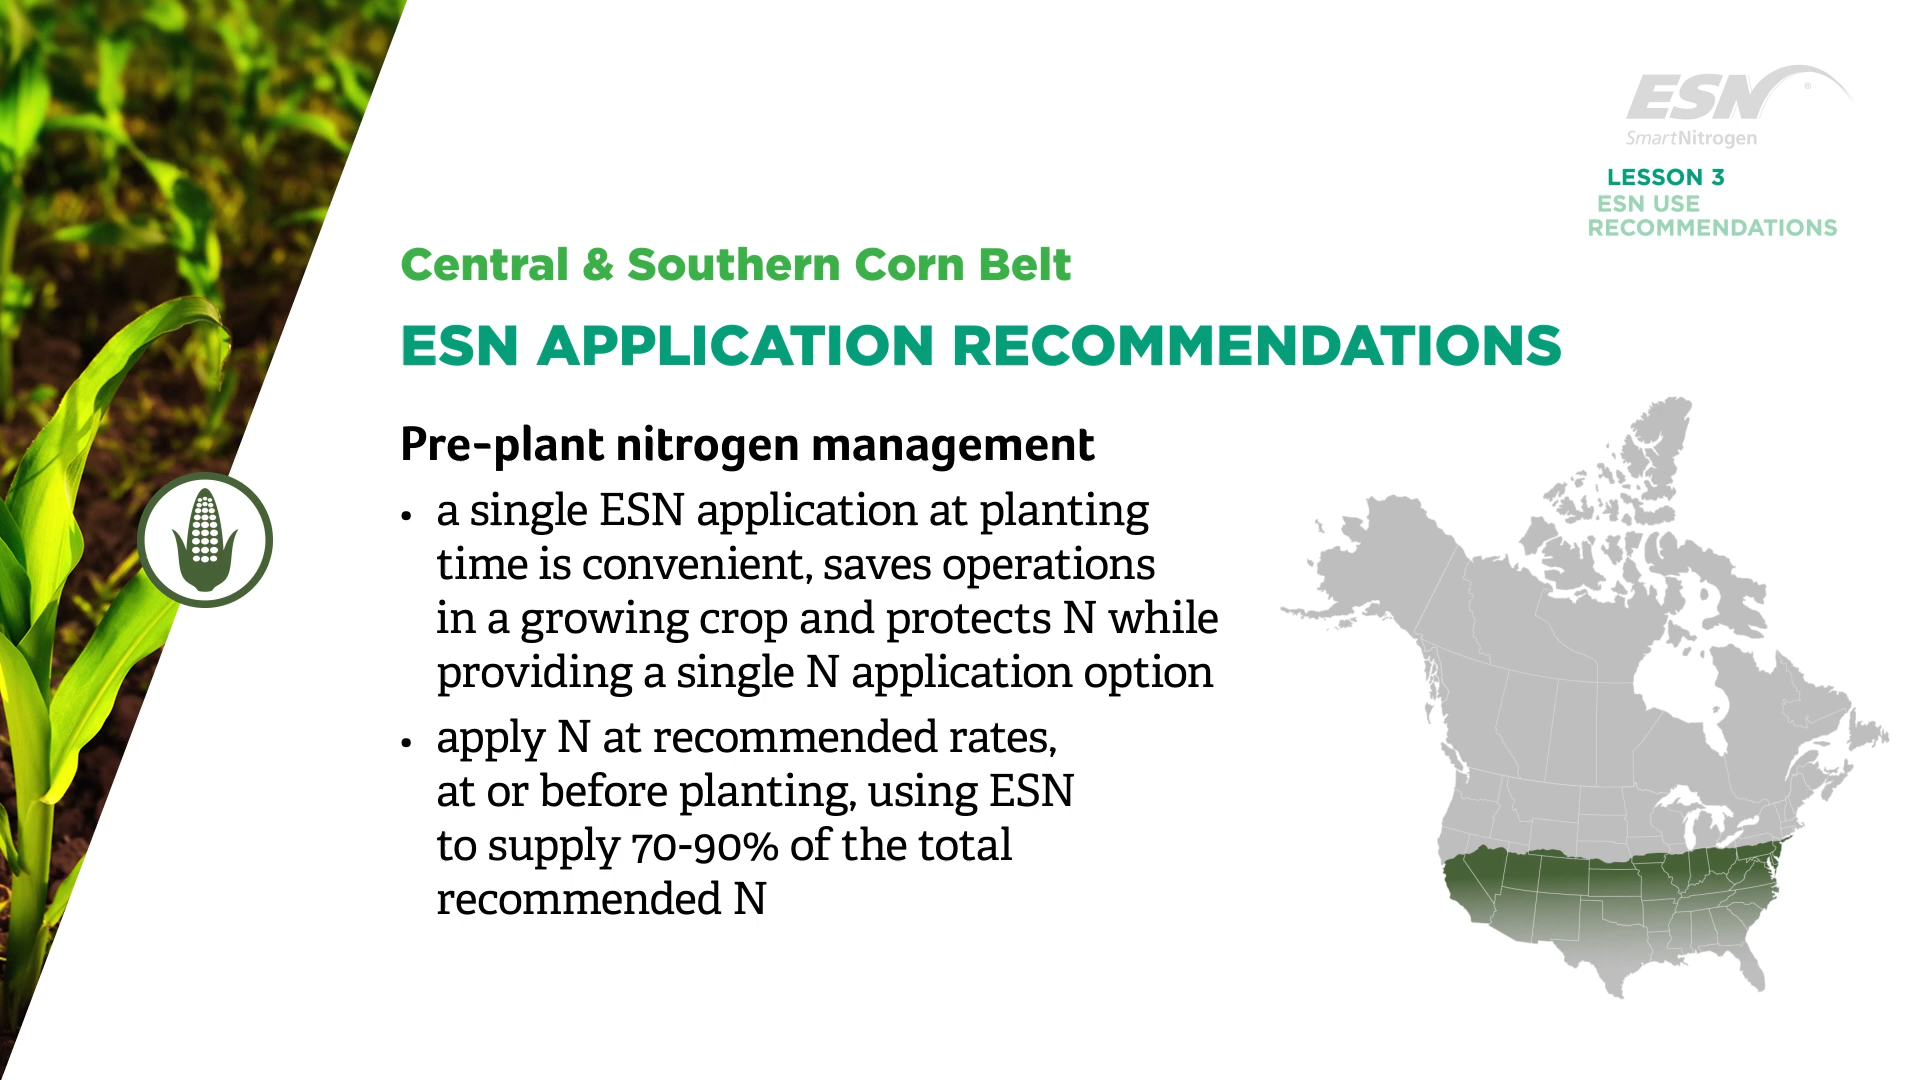 ESN®
SmartNitrogen
LESSON 3
ESN USE
RECOMMENDATIONS
Central & Southern Corn Belt
ESN APPLICATION RECOMMENDATIONS
Pre-plant nitrogen management
• a single ESN application at planting
time is convenient, saves operations
in a growing crop and protects N while
providing a single N application option
• apply N at recommended rates,
at or before planting, using ESN
to supply 70-90% of the total
recommended N